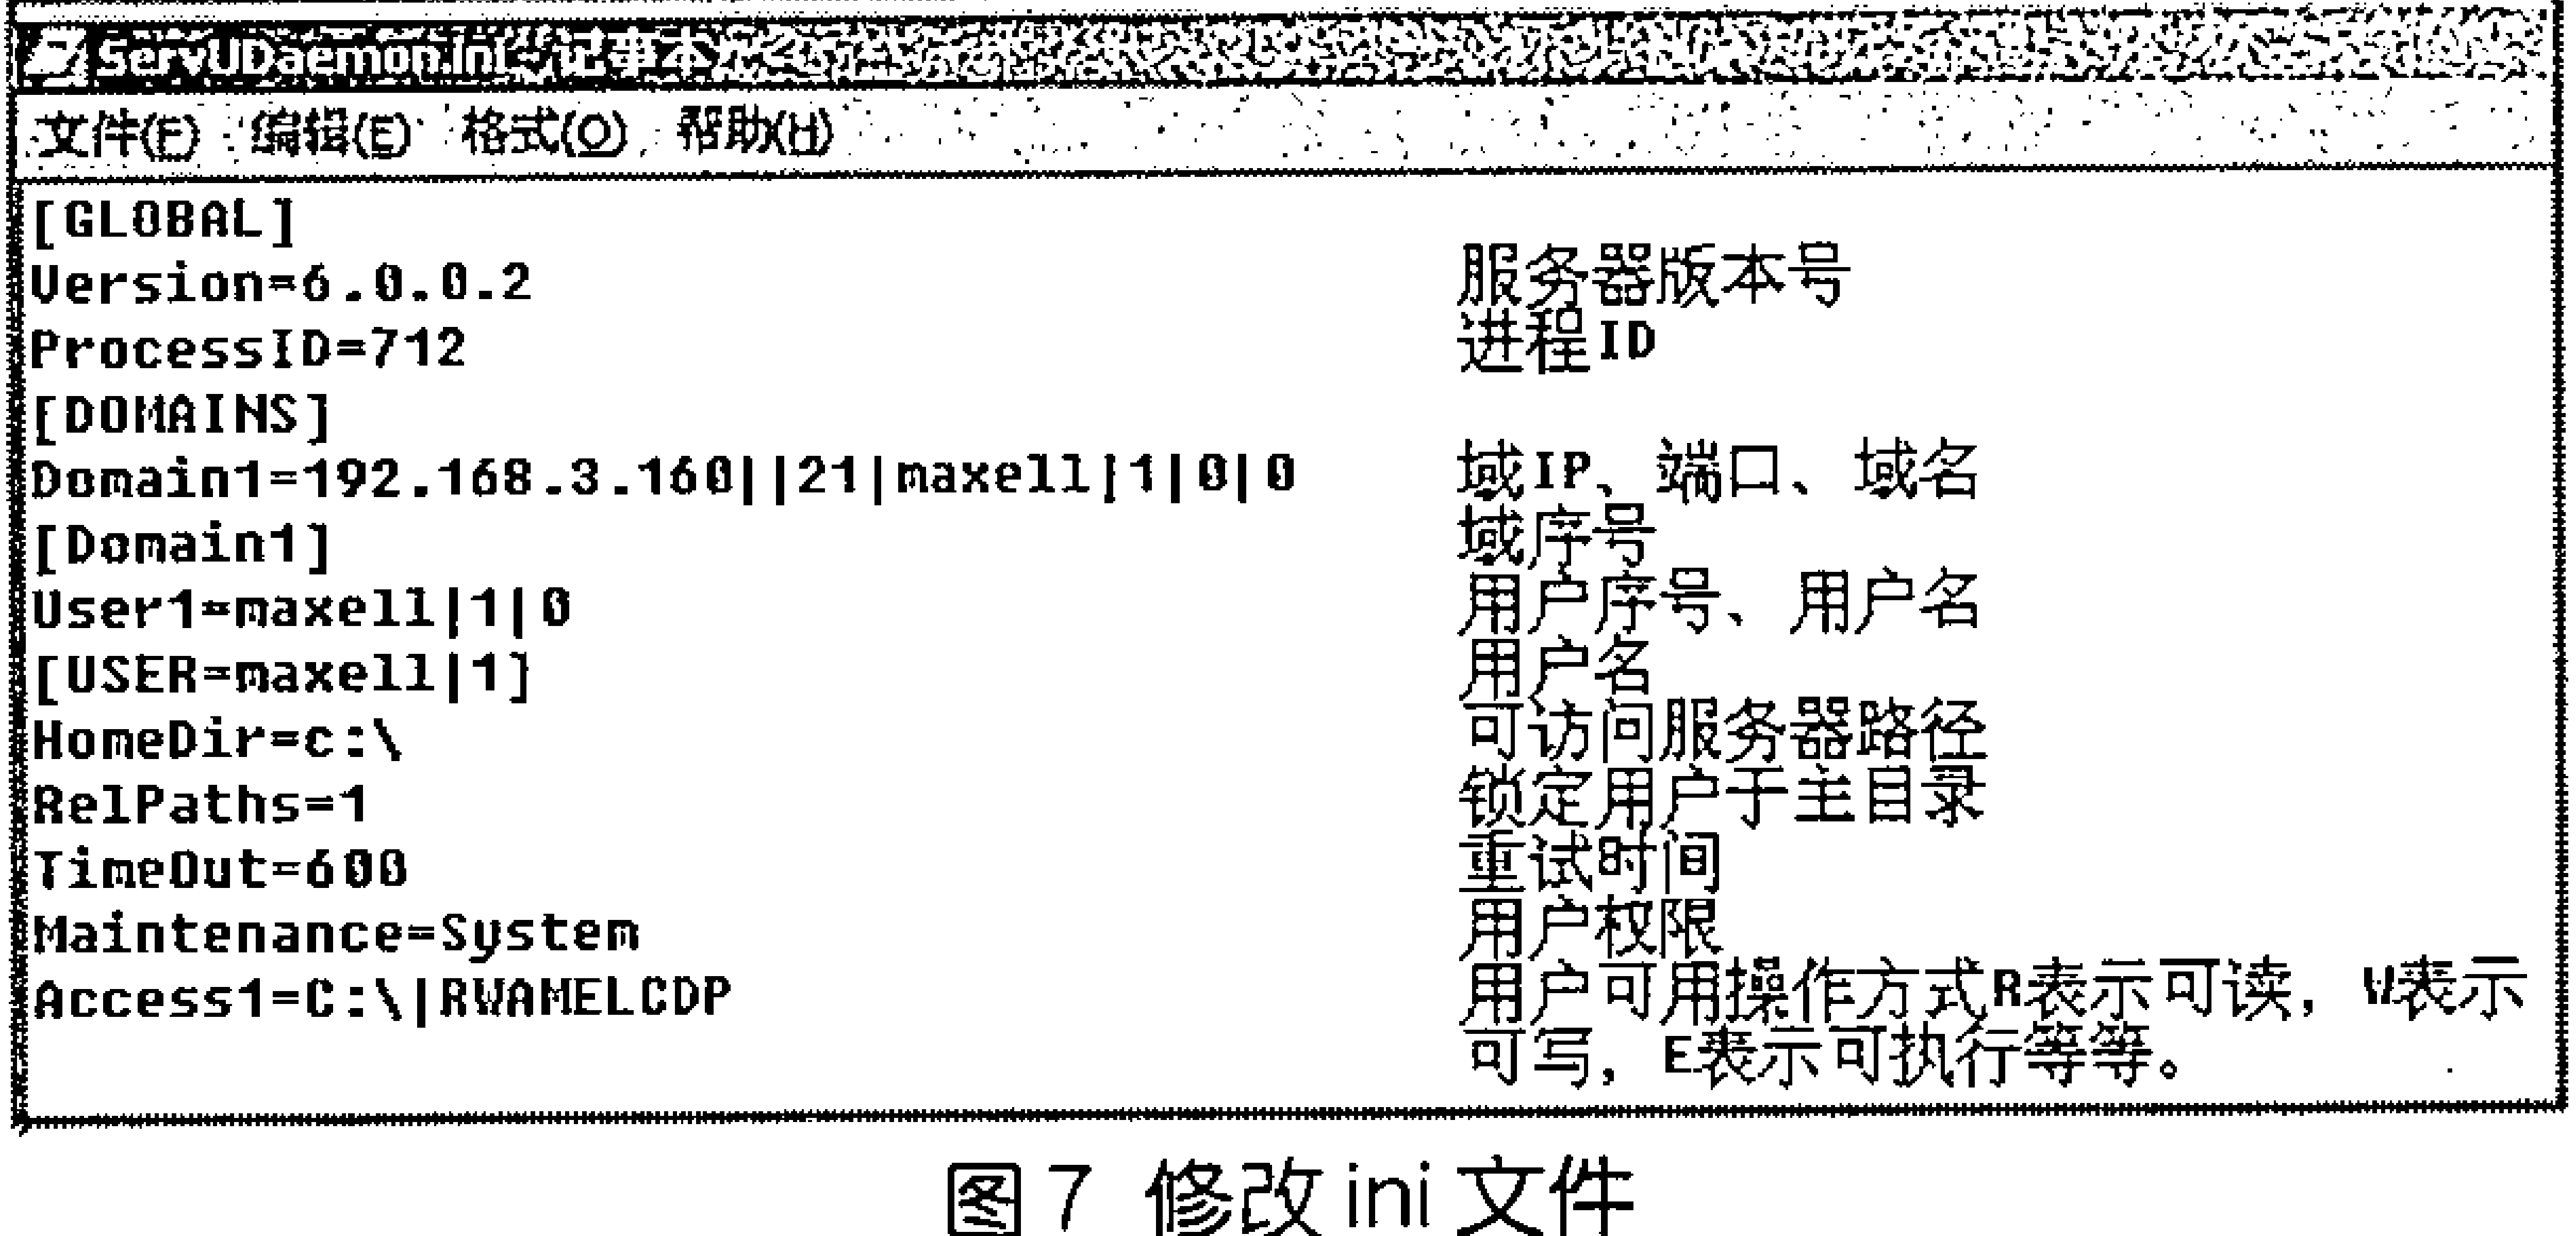 ServUDaemon.ini - 记事本
文件(F) 编辑(E) 格式(O) 帮助(H)
[GLOBAL]
Version=6.0.0.2 服务器版本号
ProcessID=712 进程ID
[DOMAINS]
Domain1=192.168.3.160||21|maxell|1|0|0 域IP、端口、域名
[Domain1] 域序号
User1=maxell|1|0 用户序号、用户名
[USER=maxell|1] 用户名
HomeDir=c:\ 可访问服务器路径
RelPaths=1 锁定用户于主目录
TimeOut=600 重试时间
Maintenance=System 用户权限
Access1=C:\|RWAMELCDP 用户可用操作方式R表示可读，W表示
可写，E表示可执行等等。
图 7 修改 ini 文件